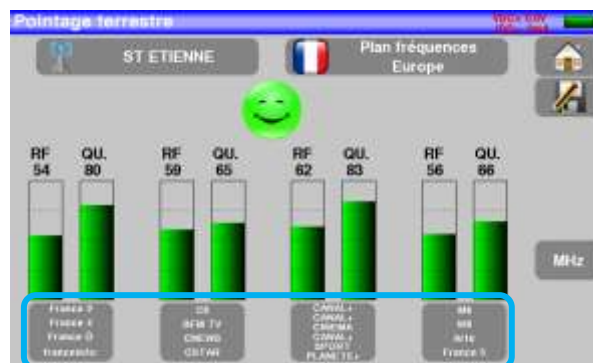 Pointage terrestre
ST ETIENNE
Plan fréquences
Europe
RF QU. RF QU. RF QU. RF QU.
54 80 59 65 62 83 56 66
MHz
France 2
France 4
France Ô
franceinfo:
C8
BFM TV
CNEWS
CSTAR
CANAL+
CANAL+
CINEMA
CANAL+
SPORT
PLANETE+
M6
W9
Arte
France 5